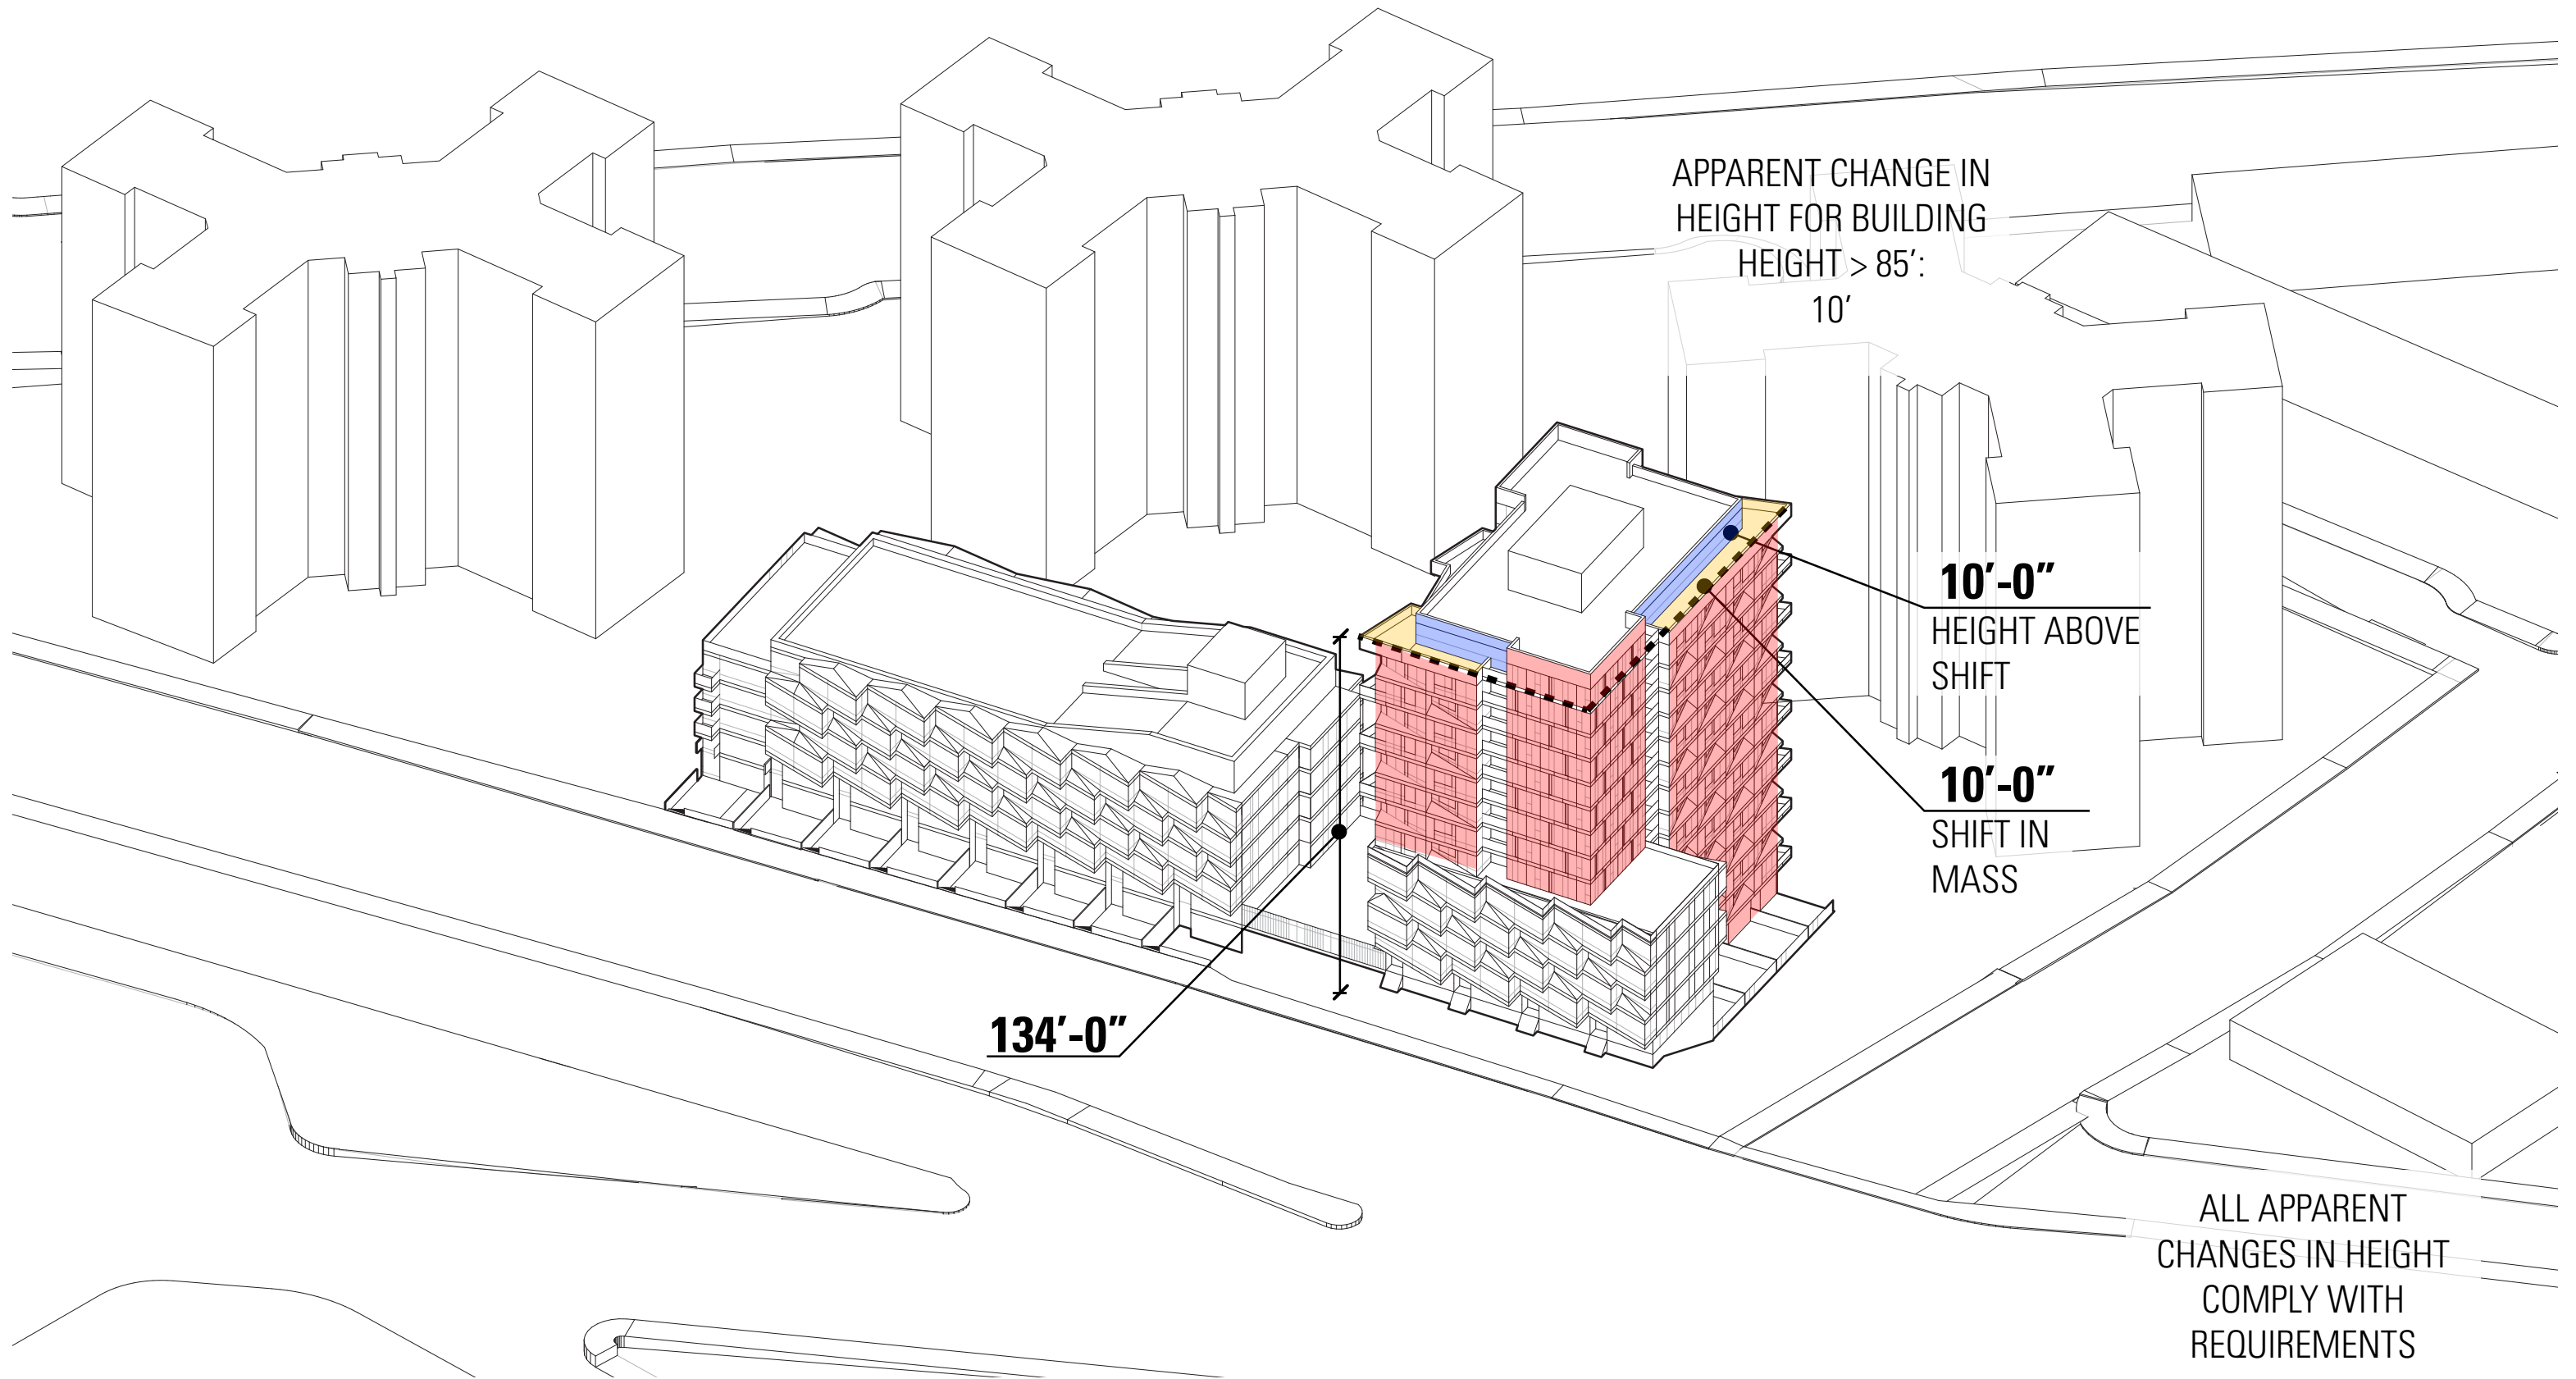 APPARENT CHANGE IN
HEIGHT FOR BUILDING
HEIGHT > 85′:
10′
10′-0″
HEIGHT ABOVE
SHIFT
10′-0″
SHIFT IN
MASS
134′-0″
ALL APPARENT
CHANGES IN HEIGHT
COMPLY WITH
REQUIREMENTS